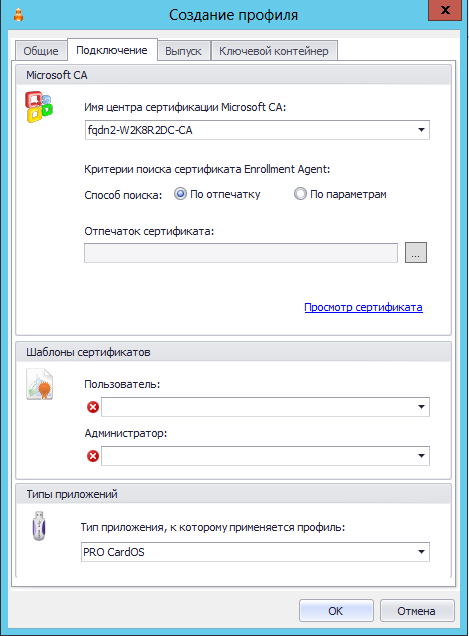 Создание профиля
x
Общие Подключение Выпуск Ключевой контейнер
Microsoft CA
Имя центра сертификации Microsoft CA:
fqdn2-W2K8R2DC-CA
Критерии поиска сертификата Enrollment Agent:
Способ поиска: По отпечатку По параметрам
Отпечаток сертификата:
...
Просмотр сертификата
Шаблоны сертификатов
Пользователь:
Администратор:
Типы приложений
Тип приложения, к которому применяется профиль:
PRO CardOS
OK Отмена